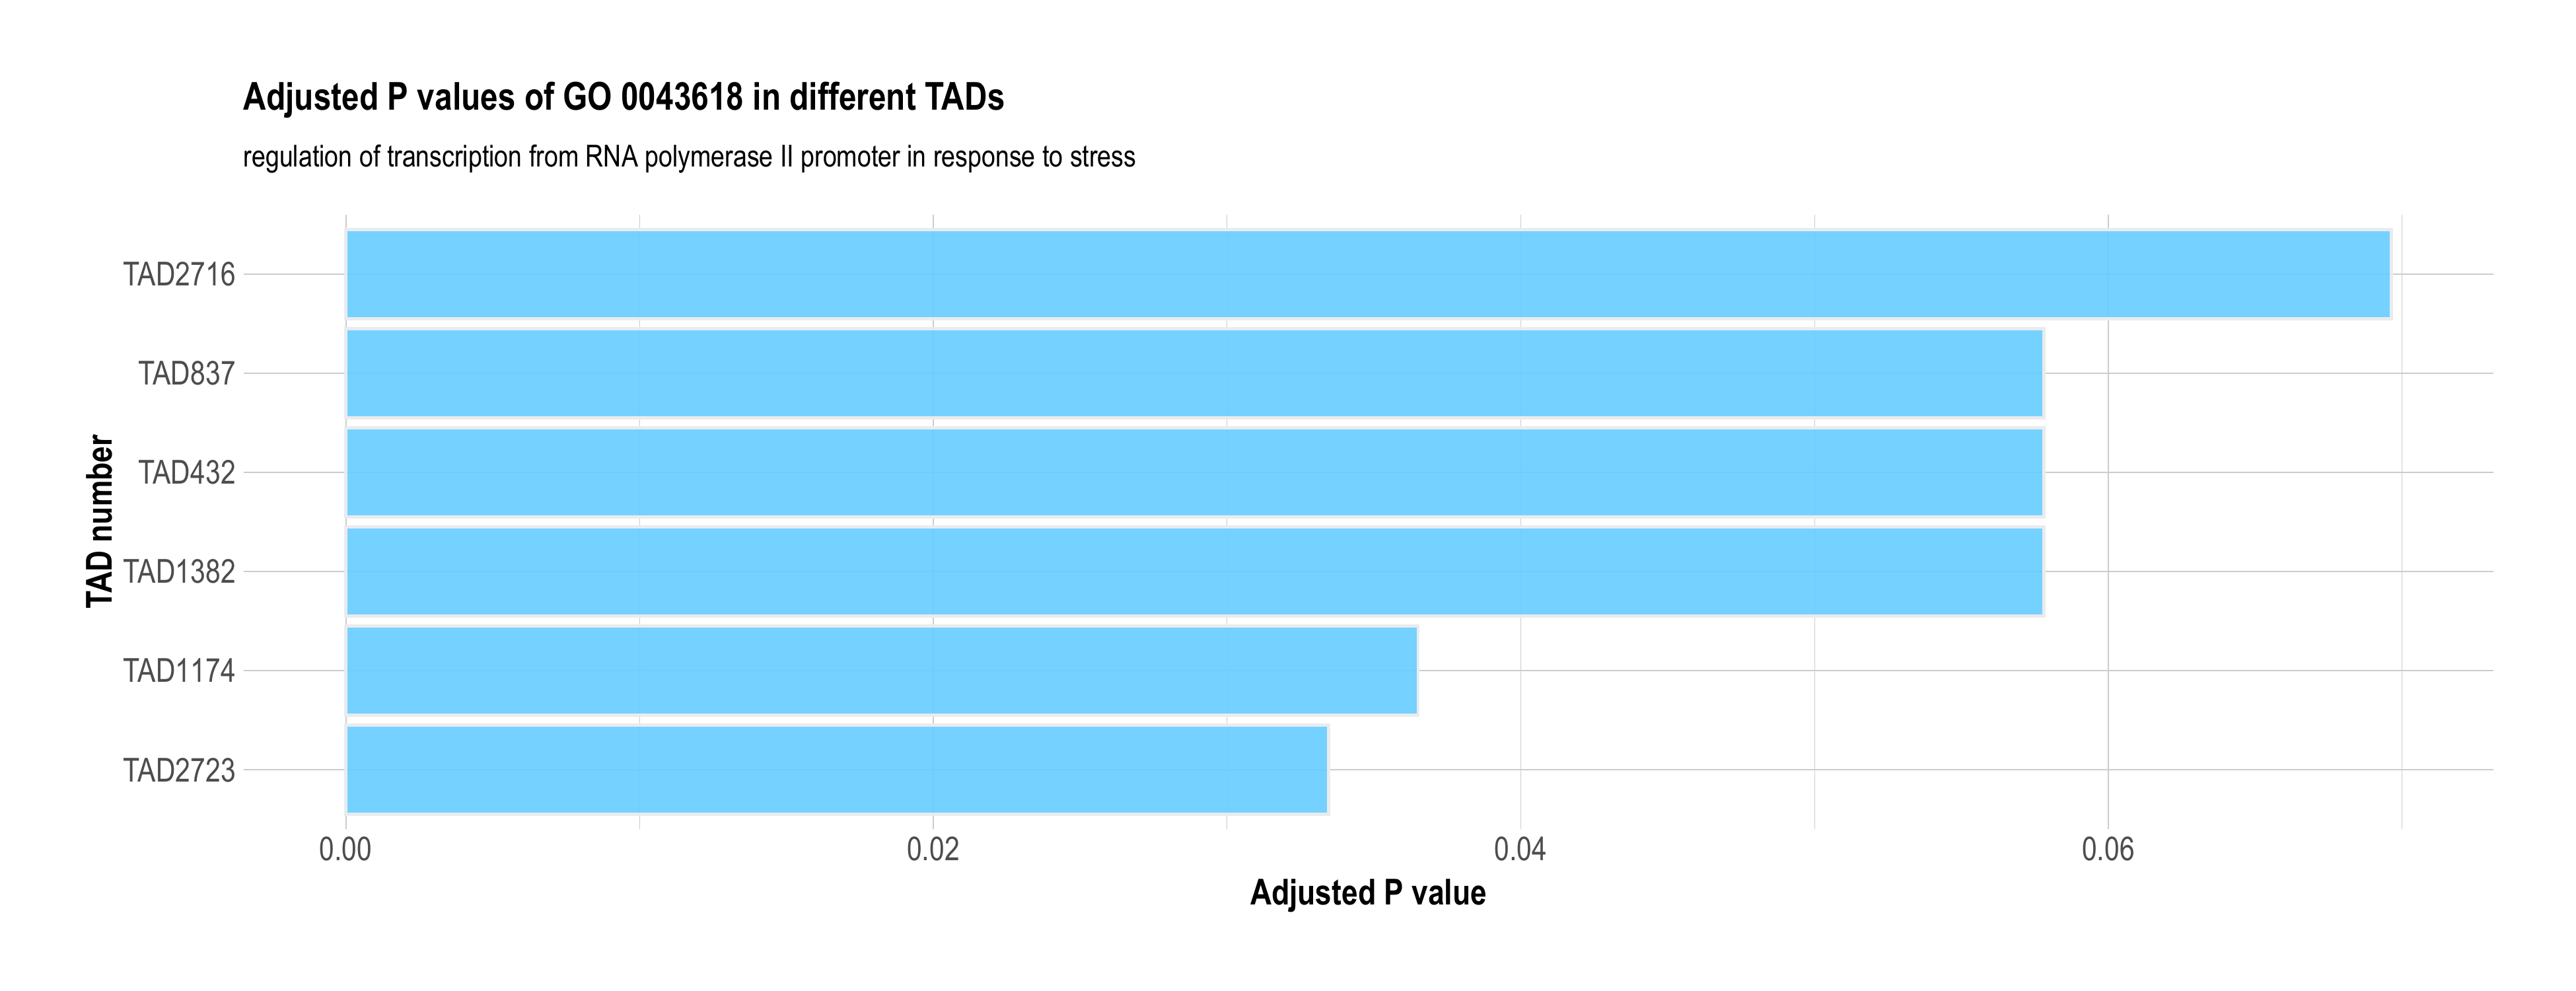 Adjusted P values of GO 0043618 in different TADs
regulation of transcription from RNA polymerase II promoter in response to stress
TAD number
TAD2716
TAD837
TAD432
TAD1382
TAD1174
TAD2723
0.00 0.02 0.04 0.06
Adjusted P value